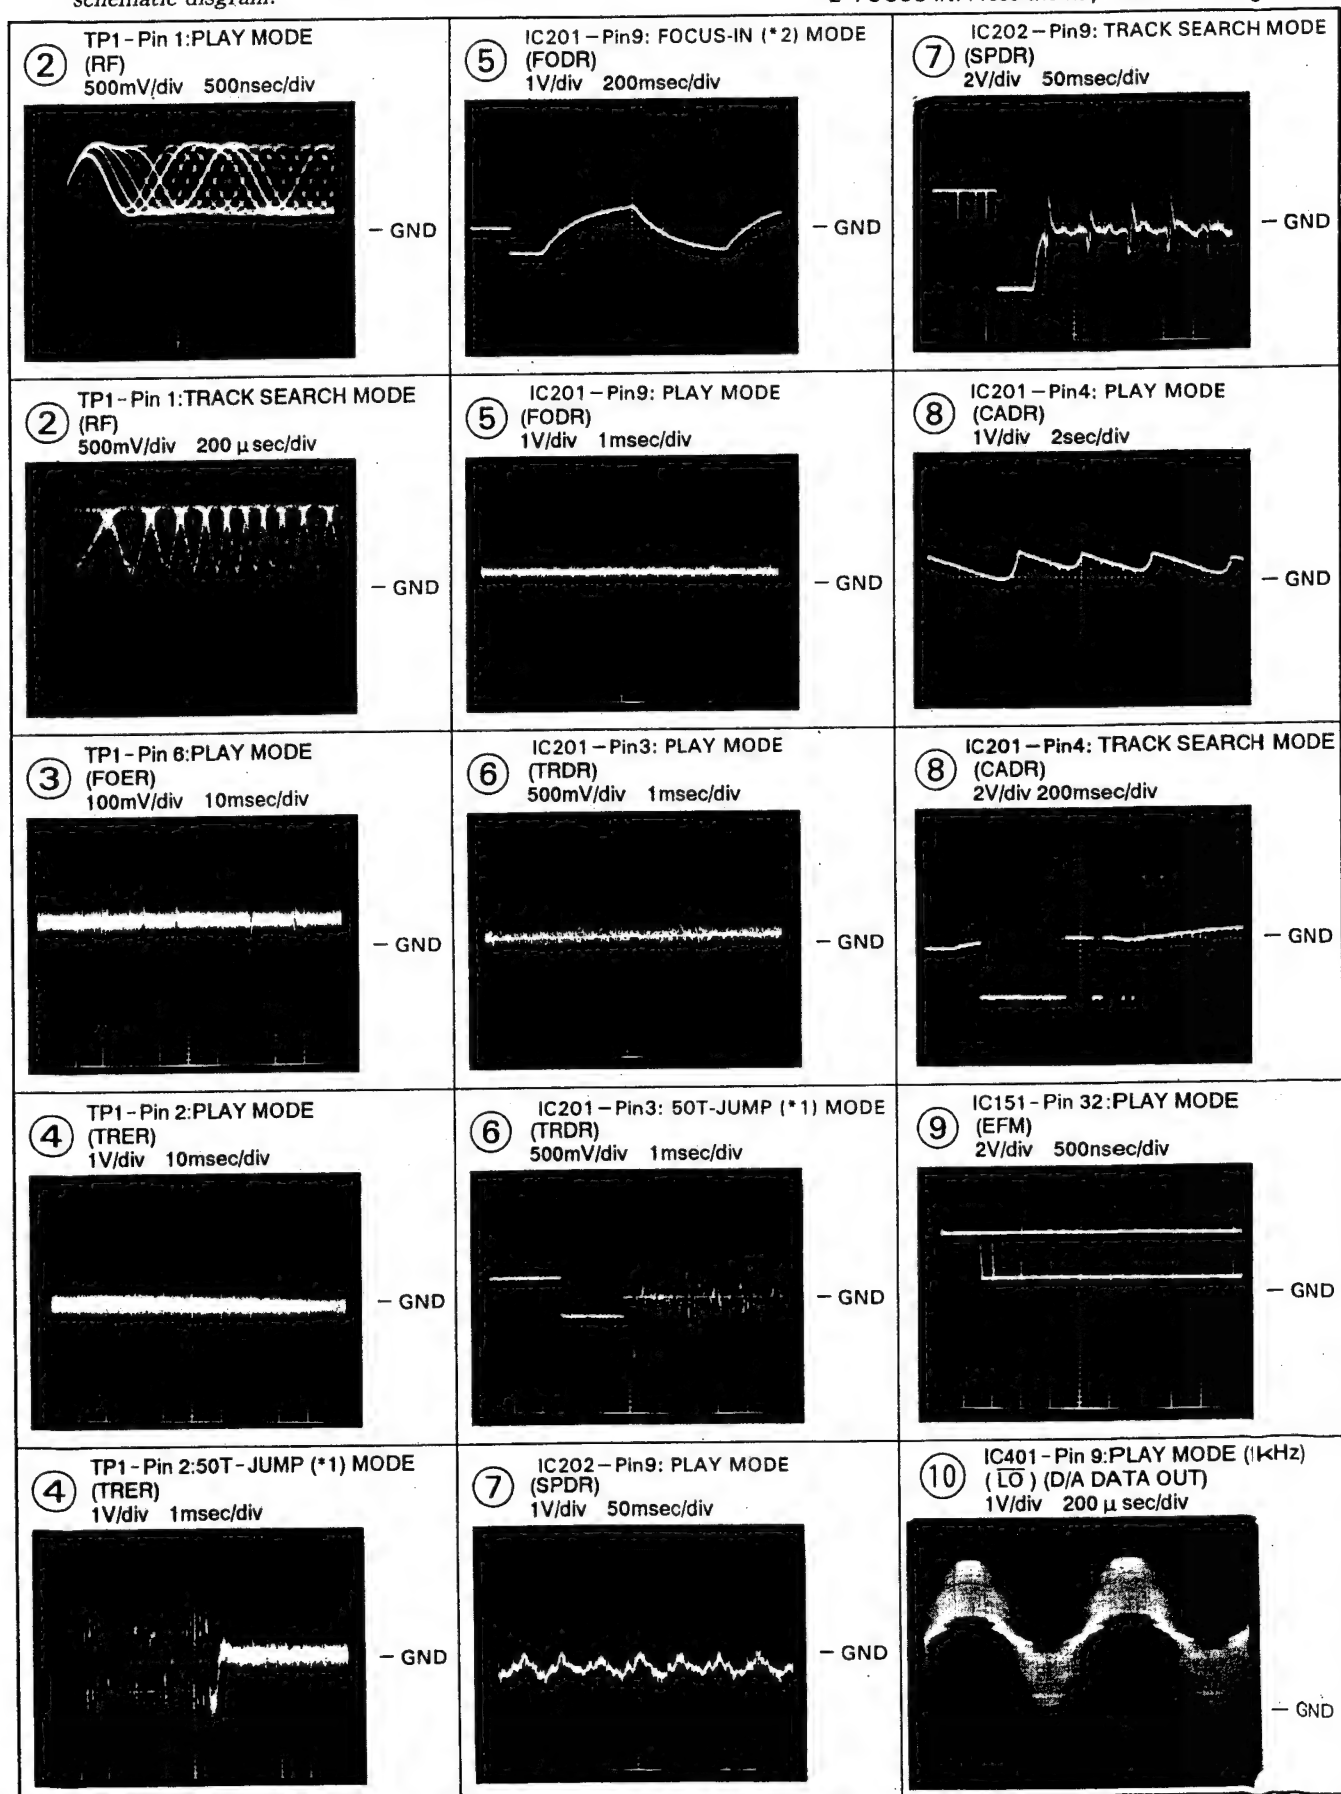 schematic disgram.
② TP1-Pin 1:PLAY MODE
(RF)
500mV/div 500nsec/div
- GND
⑤ IC201-Pin9: FOCUS-IN (*2) MODE
(FODR)
1V/div 200msec/div
- GND
⑦ IC202-Pin9: TRACK SEARCH MODE
(SPDR)
2V/div 50msec/div
- GND
② TP1-Pin 1:TRACK SEARCH MODE
(RF)
500mV/div 200 µsec/div
- GND
⑤ IC201-Pin9: PLAY MODE
(FODR)
1V/div 1msec/div
- GND
⑧ IC201-Pin4: PLAY MODE
(CADR)
1V/div 2sec/div
- GND
③ TP1-Pin 6:PLAY MODE
(FOER)
100mV/div 10msec/div
- GND
⑥ IC201-Pin3: PLAY MODE
(TRDR)
500mV/div 1msec/div
- GND
⑧ IC201-Pin4: TRACK SEARCH MODE
(CADR)
2V/div 200msec/div
- GND
④ TP1-Pin 2:PLAY MODE
(TRER)
1V/div 10msec/div
- GND
⑥ IC201-Pin3: 50T-JUMP (*1) MODE
(TRDR)
500mV/div 1msec/div
- GND
⑨ IC151-Pin 32:PLAY MODE
(EFM)
2V/div 500nsec/div
- GND
④ TP1-Pin 2:50T-JUMP (*1) MODE
(TRER)
1V/div 1msec/div
- GND
⑦ IC202-Pin9: PLAY MODE
(SPDR)
1V/div 50msec/div
- GND
⑩ IC401-Pin 9:PLAY MODE (1kHz)
(L̅O̅) (D/A DATA OUT)
1V/div 200 µ sec/div
- GND